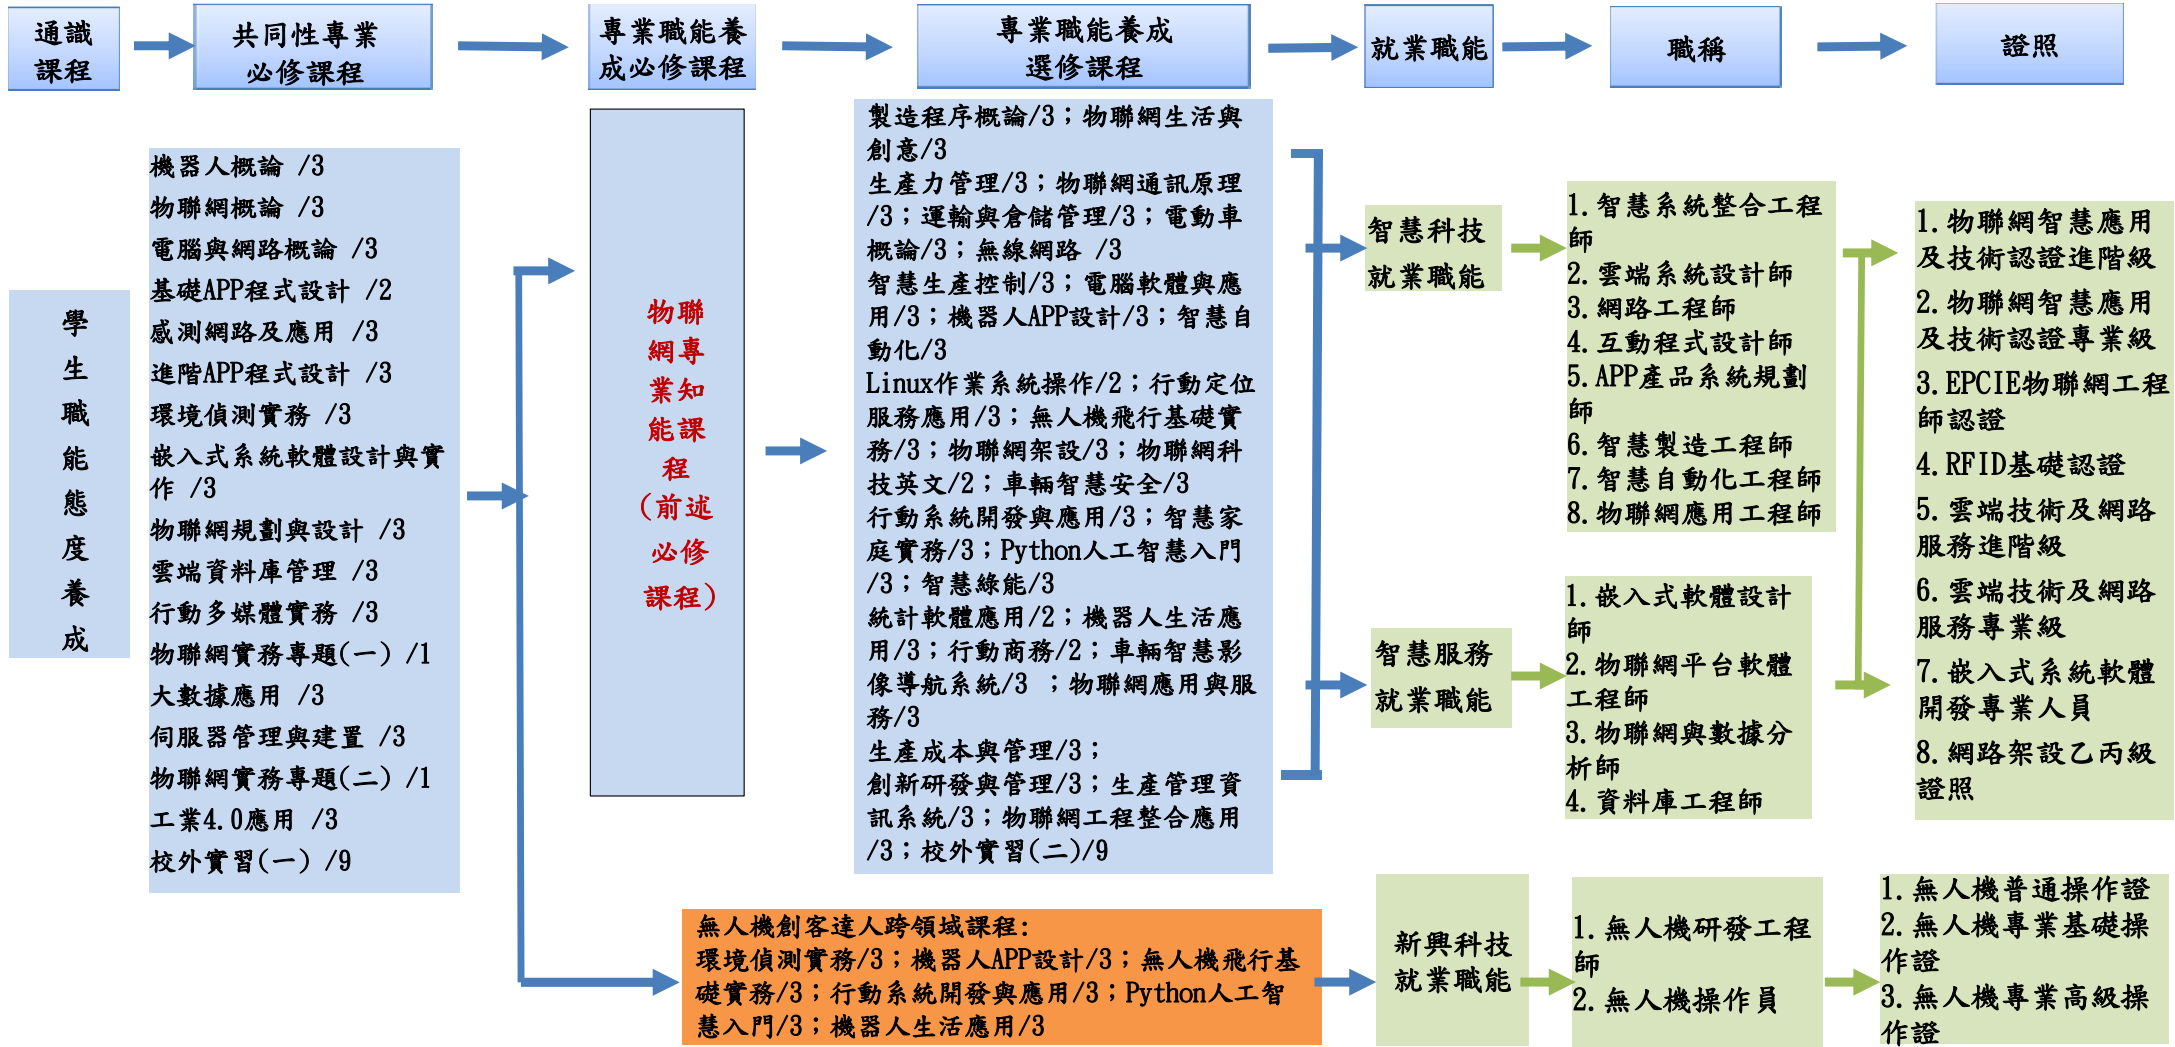 通識
課程
共同性專業
必修課程
專業職能養
成必修課程
專業職能養成
選修課程
就業職能
職稱
證照
學
生
職
能
態
度
養
成
機器人概論 /3
物聯網概論 /3
電腦與網路概論 /3
基礎APP程式設計 /2
感測網路及應用 /3
進階APP程式設計 /3
環境偵測實務 /3
嵌入式系統軟體設計與實
作 /3
物聯網規劃與設計 /3
雲端資料庫管理 /3
行動多媒體實務 /3
物聯網實務專題(一) /1
大數據應用 /3
伺服器管理與建置 /3
物聯網實務專題(二) /1
工業4.0應用 /3
校外實習(一) /9
物聯
網專
業知
能課
程
(前述
必修
課程)
製造程序概論/3；物聯網生活與
創意/3
生產力管理/3；物聯網通訊原理
/3；運輸與倉儲管理/3；電動車
概論/3；無線網路 /3
智慧生產控制/3；電腦軟體與應
用/3；機器人APP設計/3；智慧自
動化/3
Linux作業系統操作/2；行動定位
服務應用/3；無人機飛行基礎實
務/3；物聯網架設/3；物聯網科
技英文/2；車輛智慧安全/3
行動系統開發與應用/3；智慧家
庭實務/3；Python人工智慧入門
/3；智慧綠能/3
統計軟體應用/2；機器人生活應
用/3；行動商務/2；車輛智慧影
像導航系統/3 ；物聯網應用與服
務/3
生產成本與管理/3；
創新研發與管理/3；生產管理資
訊系統/3；物聯網工程整合應用
/3；校外實習(二)/9
智慧科技
就業職能
1.智慧系統整合工程
師
2.雲端系統設計師
3.網路工程師
4.互動程式設計師
5.APP產品系統規劃
師
6.智慧製造工程師
7.智慧自動化工程師
8.物聯網應用工程師
智慧服務
就業職能
1.嵌入式軟體設計
師
2.物聯網平台軟體
工程師
3.物聯網與數據分
析師
4.資料庫工程師
1.物聯網智慧應用
及技術認證進階級
2.物聯網智慧應用
及技術認證專業級
3.EPCIE物聯網工程
師認證
4.RFID基礎認證
5.雲端技術及網路
服務進階級
6.雲端技術及網路
服務專業級
7.嵌入式系統軟體
開發專業人員
8.網路架設乙丙級
證照
無人機創客達人跨領域課程:
環境偵測實務/3；機器人APP設計/3；無人機飛行基
礎實務/3；行動系統開發與應用/3；Python人工智
慧入門/3；機器人生活應用/3
新興科技
就業職能
1.無人機研發工程
師
2.無人機操作員
1.無人機普通操作證
2.無人機專業基礎操
作證
3.無人機專業高級操
作證